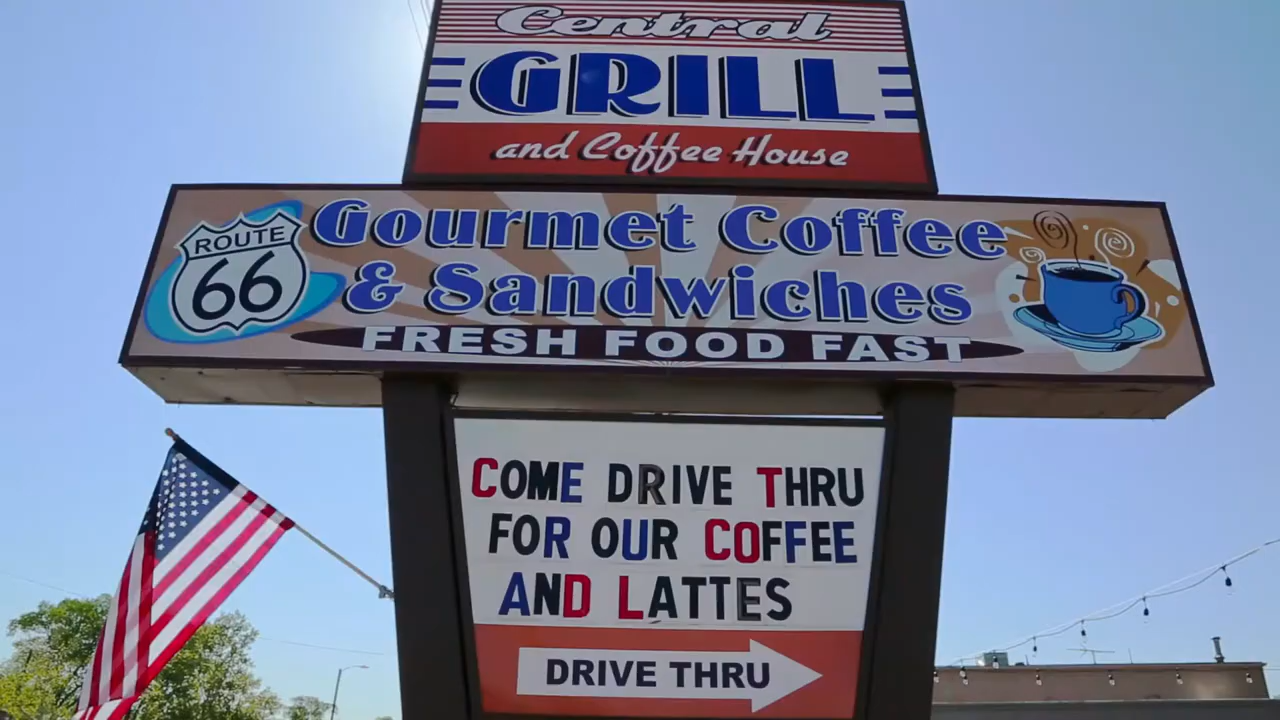 Central
GRILL
and Coffee House
ROUTE
66
Gourmet Coffee
& Sandwiches
FRESH FOOD FAST
COME DRIVE THRU
FOR OUR COFFEE
AND LATTES
DRIVE THRU